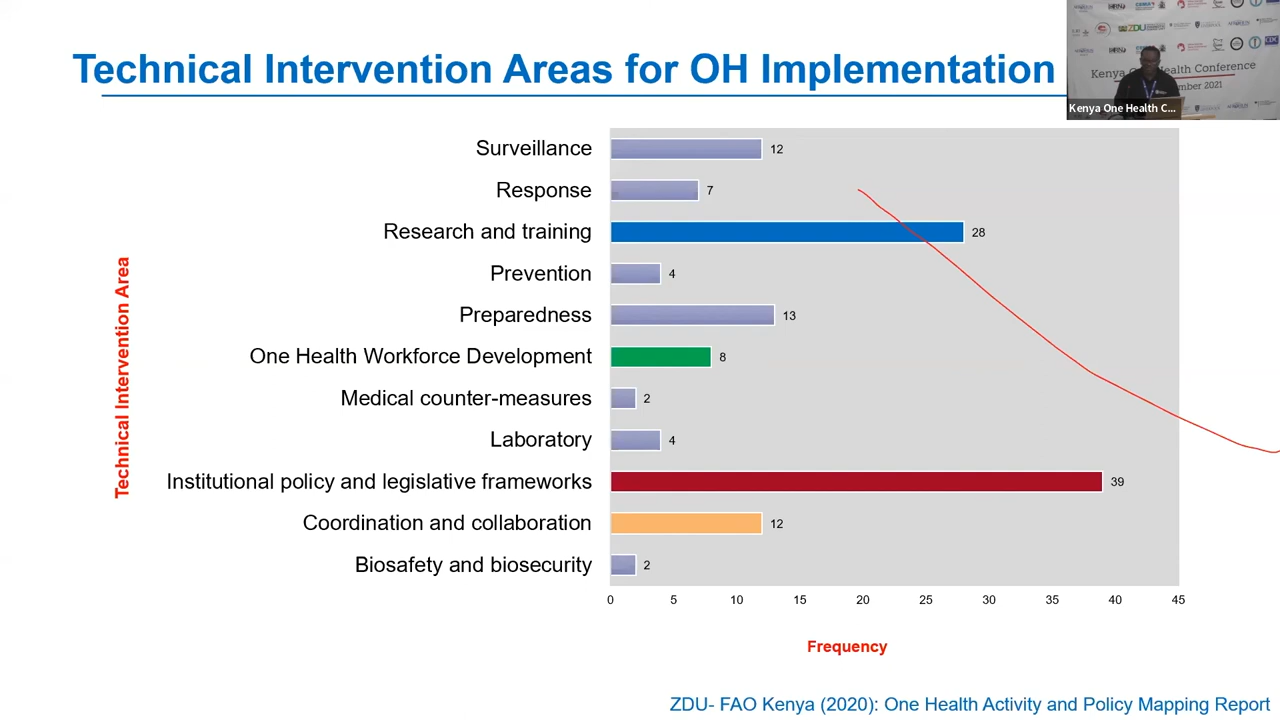 Technical Intervention Areas for OH Implementation
ZDU
Kenya One Health Conference
Kenya One Health C...
Surveillance
12
Response
7
Research and training
28
Prevention
4
Preparedness
13
One Health Workforce Development
8
Medical counter-measures
2
Laboratory
4
Institutional policy and legislative frameworks
39
Coordination and collaboration
12
Biosafety and biosecurity
2
Technical Intervention Area
0 5 10 15 20 25 30 35 40 45
Frequency
ZDU- FAO Kenya (2020): One Health Activity and Policy Mapping Report